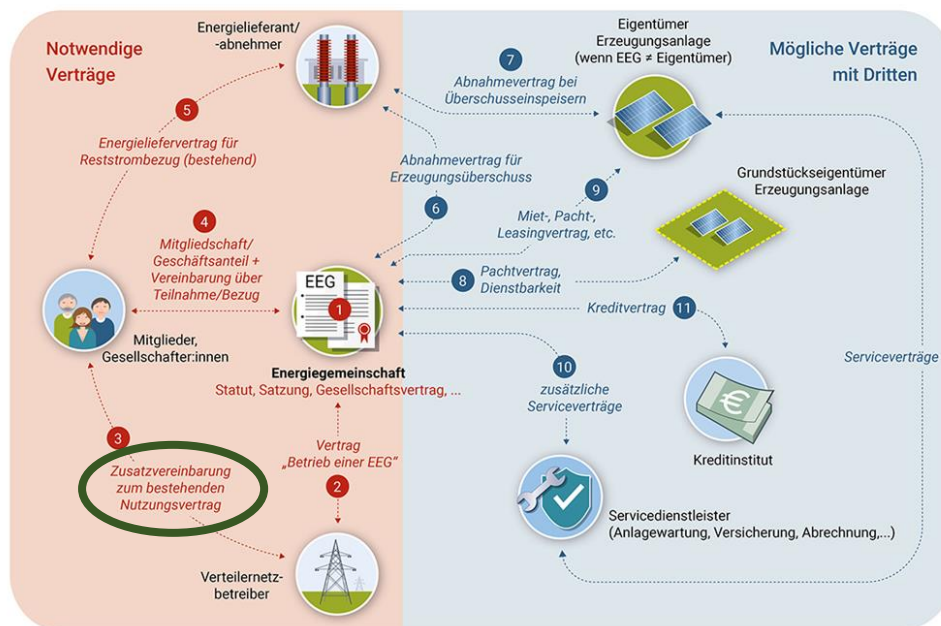 Notwendige
Verträge
Energielieferant/
-abnehmer
Eigentümer
Erzeugungsanlage
(wenn EEG ≠ Eigentümer)
Mögliche Verträge
mit Dritten
7
Abnahmevertrag bei
Überschusseinspeisern
5
Energieliefervertrag für
Reststrombezug (bestehend)
Abnahmevertrag für
Erzeugungsüberschuss
6
9
Miet-, Pacht-,
Leasingvertrag, etc.
Grundstückseigentümer
Erzeugungsanlage
4
Mitgliedschaft/
Geschäftsanteil +
Vereinbarung über
Teilnahme/Bezug
EEG
1
8
Pachtvertrag,
Dienstbarkeit
Kreditvertrag
11
Mitglieder,
Gesellschafter:innen
Energiegemeinschaft
Statut, Satzung, Gesellschaftsvertrag, ...
10
zusätzliche
Serviceverträge
Serviceverträge
€
Kreditinstitut
3
Zusatzvereinbarung
zum bestehenden
Nutzungsvertrag
Vertrag
„Betrieb einer EEG“
2
Servicedienstleister
(Anlagewartung, Versicherung, Abrechnung,...)
Verteilernetz-
betreiber